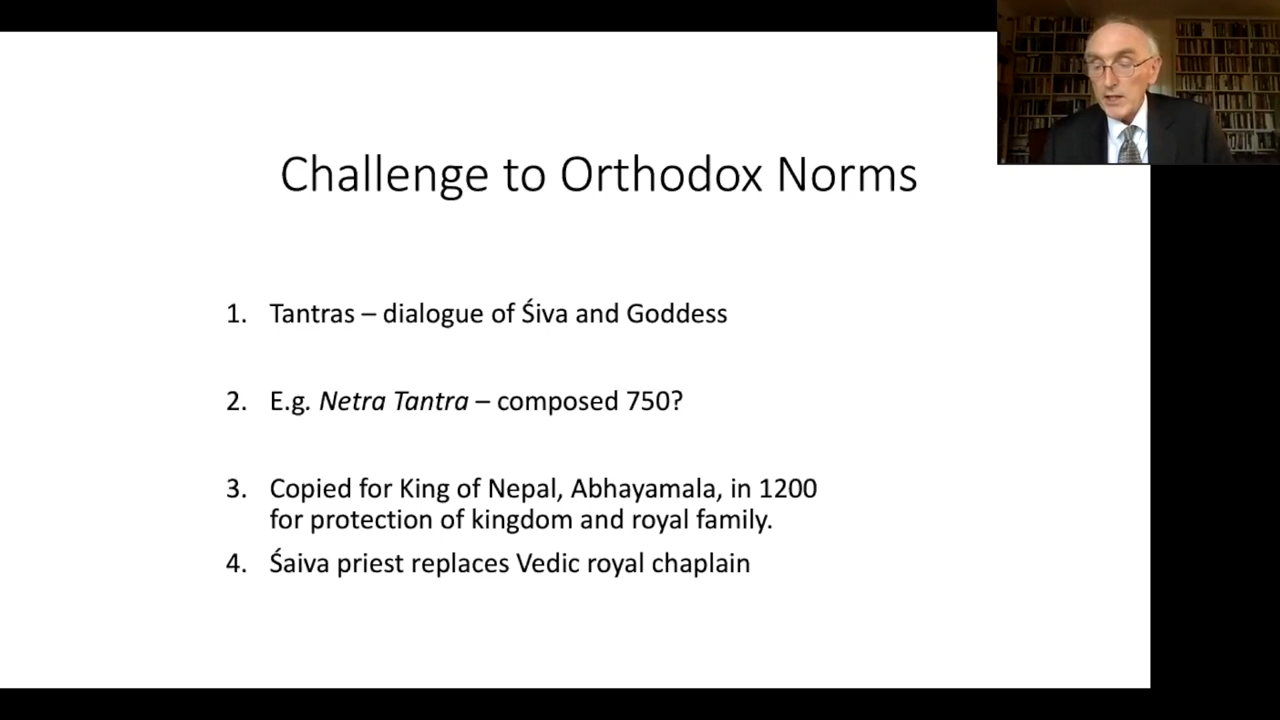 Challenge to Orthodox Norms
1. Tantras – dialogue of Śiva and Goddess
2. E.g. Netra Tantra – composed 750?
3. Copied for King of Nepal, Abhayamala, in 1200
for protection of kingdom and royal family.
4. Śaiva priest replaces Vedic royal chaplain